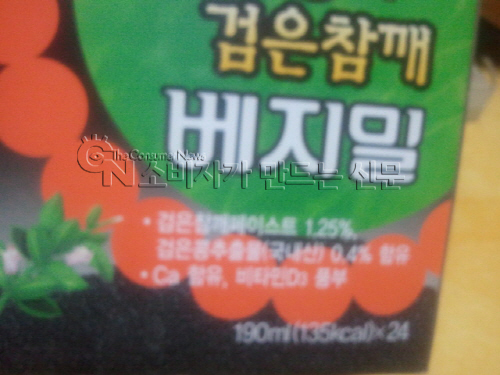 검은참깨
베지밀
The Consume News
CN 소비자가 만드는 신문
• 검은참깨페이스트 1.25%,
검은콩추출물(국내산) 0.4% 함유
• Ca 함유, 비타민D₃ 풍부
190ml(135kcal)×24